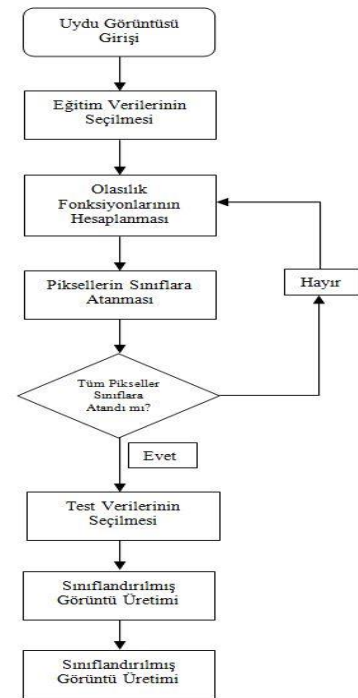 Uydu Görüntüsü
Girişi
Eğitim Verilerinin
Seçilmesi
Olasılık
Fonksiyonlarının
Hesaplanması
Piksellerin Sınıflara
Atanması
Hayır
Tüm Pikseller
Sınıflara
Atandı mı?
Evet
Test Verilerinin
Seçilmesi
Sınıflandırılmış
Görüntü Üretimi
Sınıflandırılmış
Görüntü Üretimi